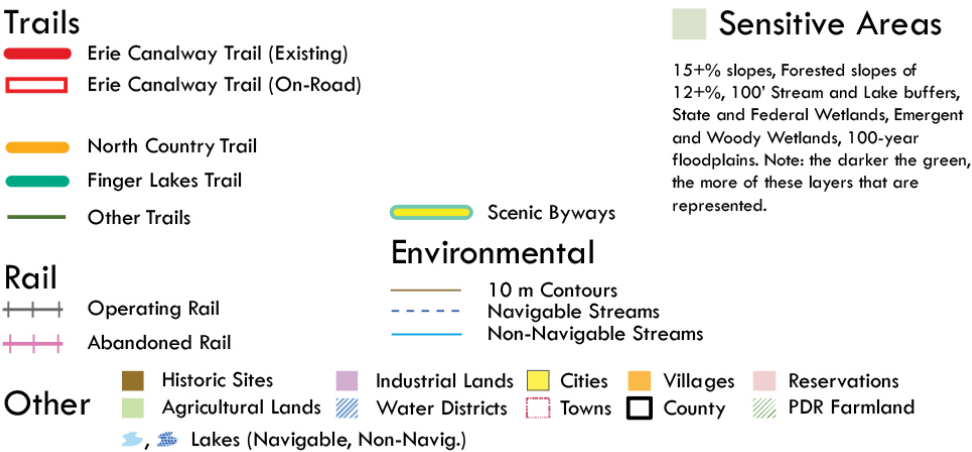 Trails
Erie Canalway Trail (Existing)
Erie Canalway Trail (On-Road)
North Country Trail
Finger Lakes Trail
Other Trails
Rail
Operating Rail
Abandoned Rail
Scenic Byways
Environmental
10 m Contours
Navigable Streams
Non-Navigable Streams
Sensitive Areas
15+% slopes, Forested slopes of
12+%, 100' Stream and Lake buffers,
State and Federal Wetlands, Emergent
and Woody Wetlands, 100-year
floodplains. Note: the darker the green,
the more of these layers that are
represented.
Other
Historic Sites
Industrial Lands
Cities
Villages
Reservations
Agricultural Lands
Water Districts
Towns
County
PDR Farmland
, Lakes (Navigable, Non-Navig.)